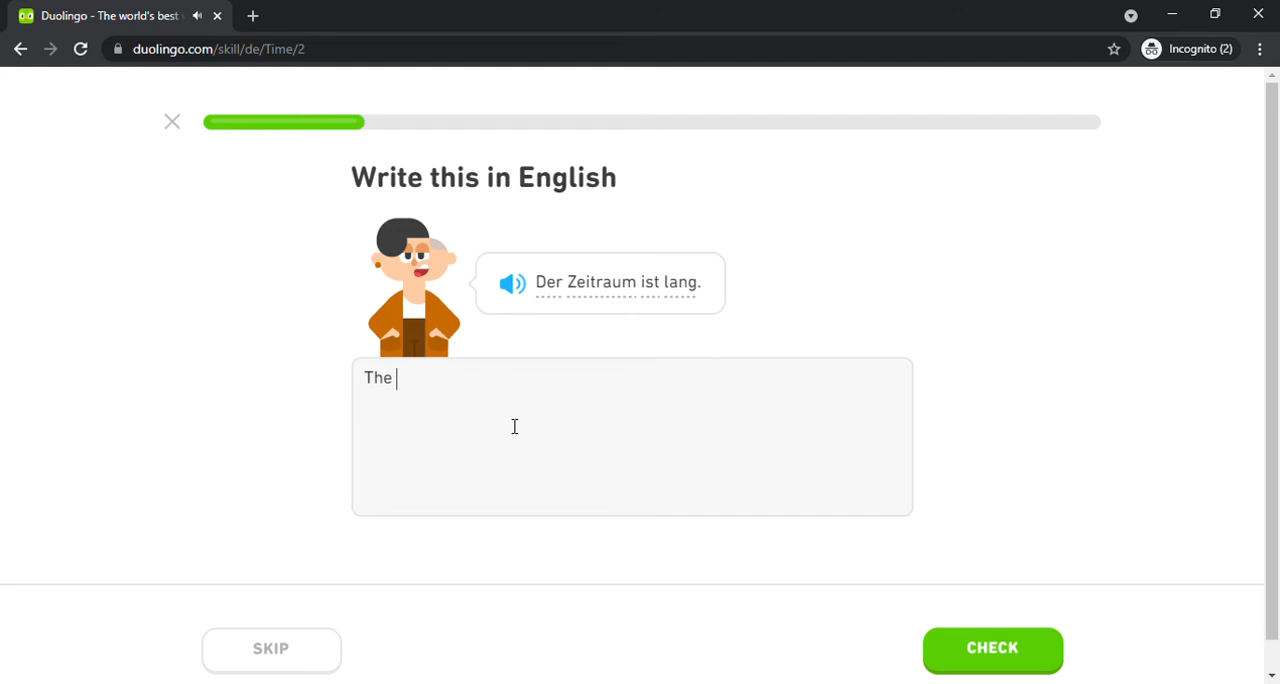 Duolingo - The world's best
duolingo.com/skill/de/Time/2
Incognito (2)
Write this in English
Der Zeitraum ist lang.
The
SKIP
CHECK